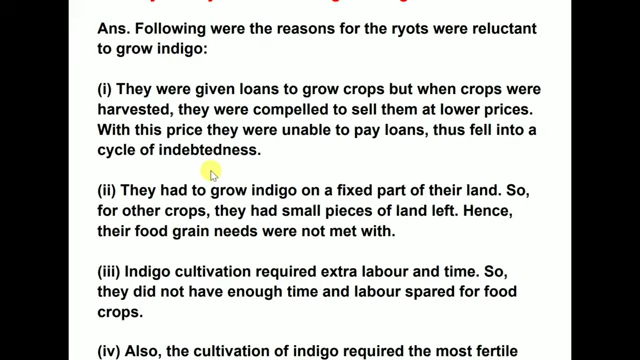 Ans. Following were the reasons for the ryots were reluctant
to grow indigo:
(i) They were given loans to grow crops but when crops were
harvested, they were compelled to sell them at lower prices.
With this price they were unable to pay loans, thus fell into a
cycle of indebtedness.
(ii) They had to grow indigo on a fixed part of their land. So,
for other crops, they had small pieces of land left. Hence,
their food grain needs were not met with.
(iii) Indigo cultivation required extra labour and time. So,
they did not have enough time and labour spared for food
crops.
(iv) Also, the cultivation of indigo required the most fertile